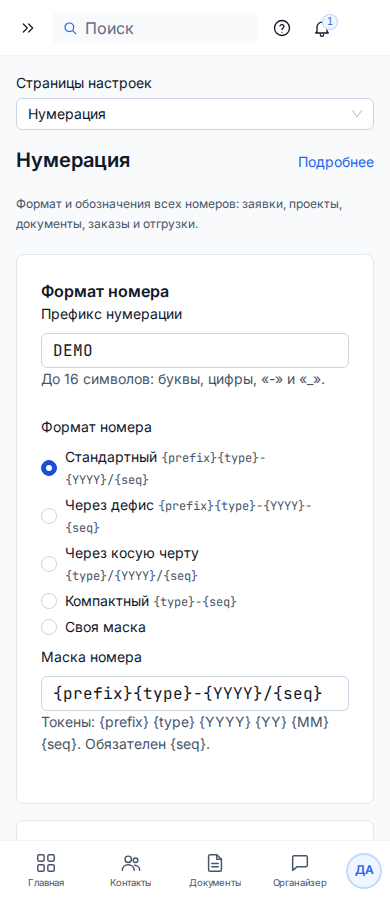 Поиск
1
Страницы настроек
Нумерация
Нумерация
Подробнее
Формат и обозначения всех номеров: заявки, проекты,
документы, заказы и отгрузки.
Формат номера
Префикс нумерации
DEMO
До 16 символов: буквы, цифры, «-» и «_».
Формат номера
Стандартный {prefix}{type}-
{YYYY}/{seq}
Через дефис {prefix}{type}-{YYYY}-
{seq}
Через косую черту
{type}/{YYYY}/{seq}
Компактный {type}-{seq}
Своя маска
Маска номера
{prefix}{type}-{YYYY}/{seq}
Токены: {prefix} {type} {YYYY} {YY} {MM}
{seq}. Обязателен {seq}.
Главная
Контакты
Документы
Органайзер
ДА